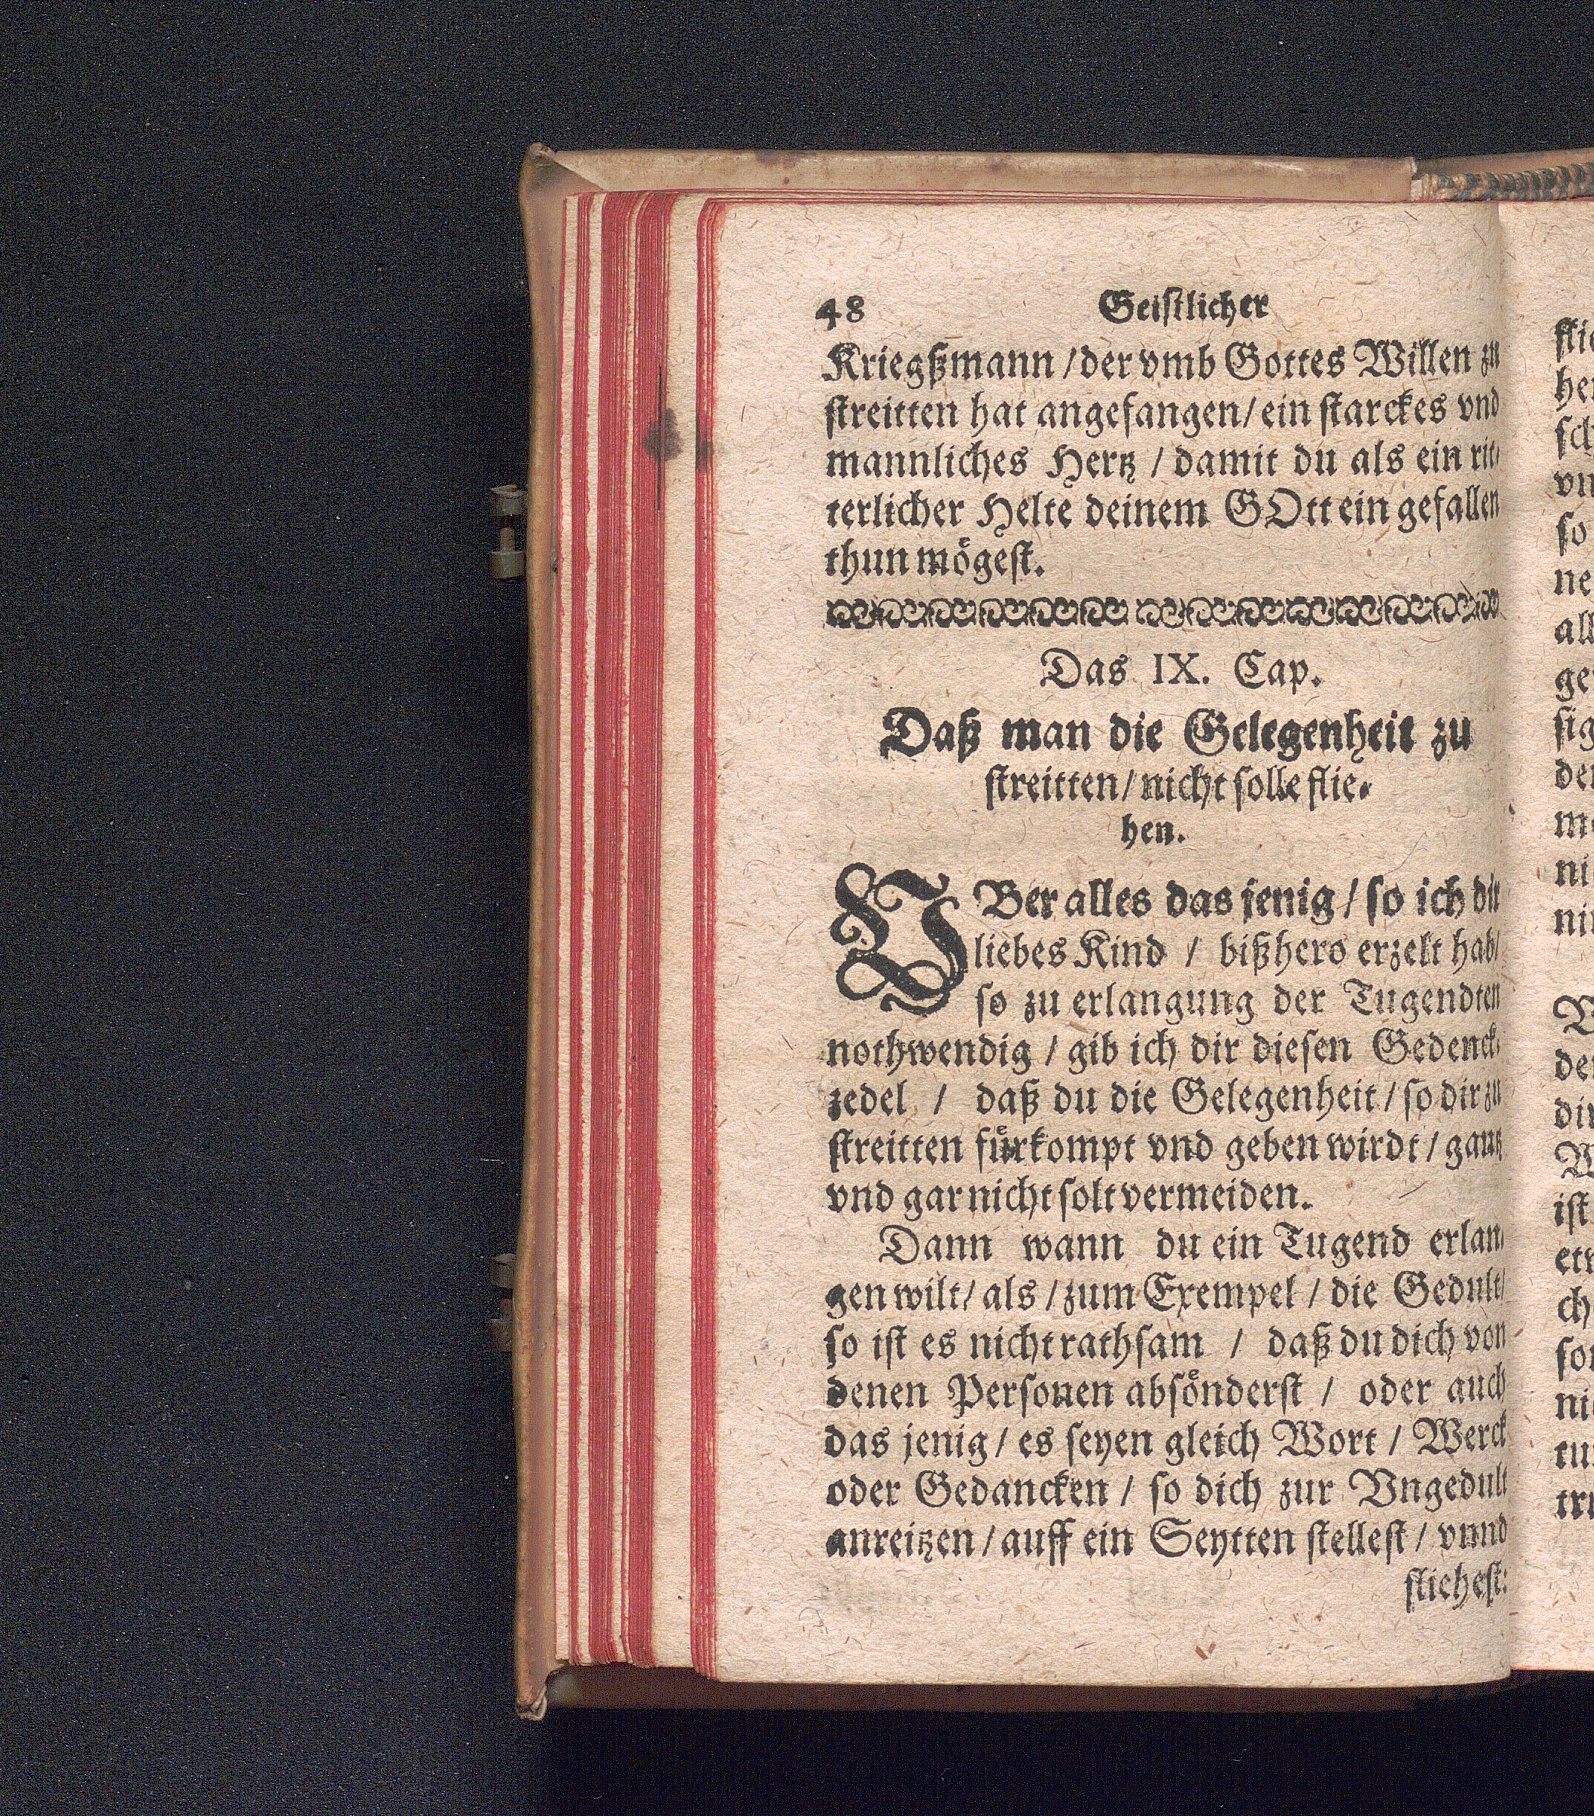 48 Geistlicher
Kriegßmann / der vmb Gottes Willen zu
streitten hat angefangen / ein starckes vnd
mannliches Hertz / damit du als ein rit-
terlicher Helte deinem GOtt ein gefallen
thun mögest.
Das IX. Cap.
Daß man die Gelegenheit zu
streitten / nicht solle flie-
hen.
VBer alles das jenig / so ich dir
liebes Kind / bißhero erzelt hab /
so zu erlangung der Tugendten
nothwendig / gib ich dir diesen Gedenck-
zedel / daß du die Gelegenheit / so dir zu
streitten fürkompt vnd geben wirdt / gantz
vnd gar nicht solt vermeiden.
Dann wann du ein Tugend erlan-
gen wilt / als / zum Exempel / die Gedult /
so ist es nicht rathsam / daß du dich von
denen Personen absönderst / oder auch
das jenig / es seyen gleich Wort / Werck
oder Gedancken / so dich zur Vngedult
anreitzen / auff ein Seytten stellest / vnnd
fliehest: